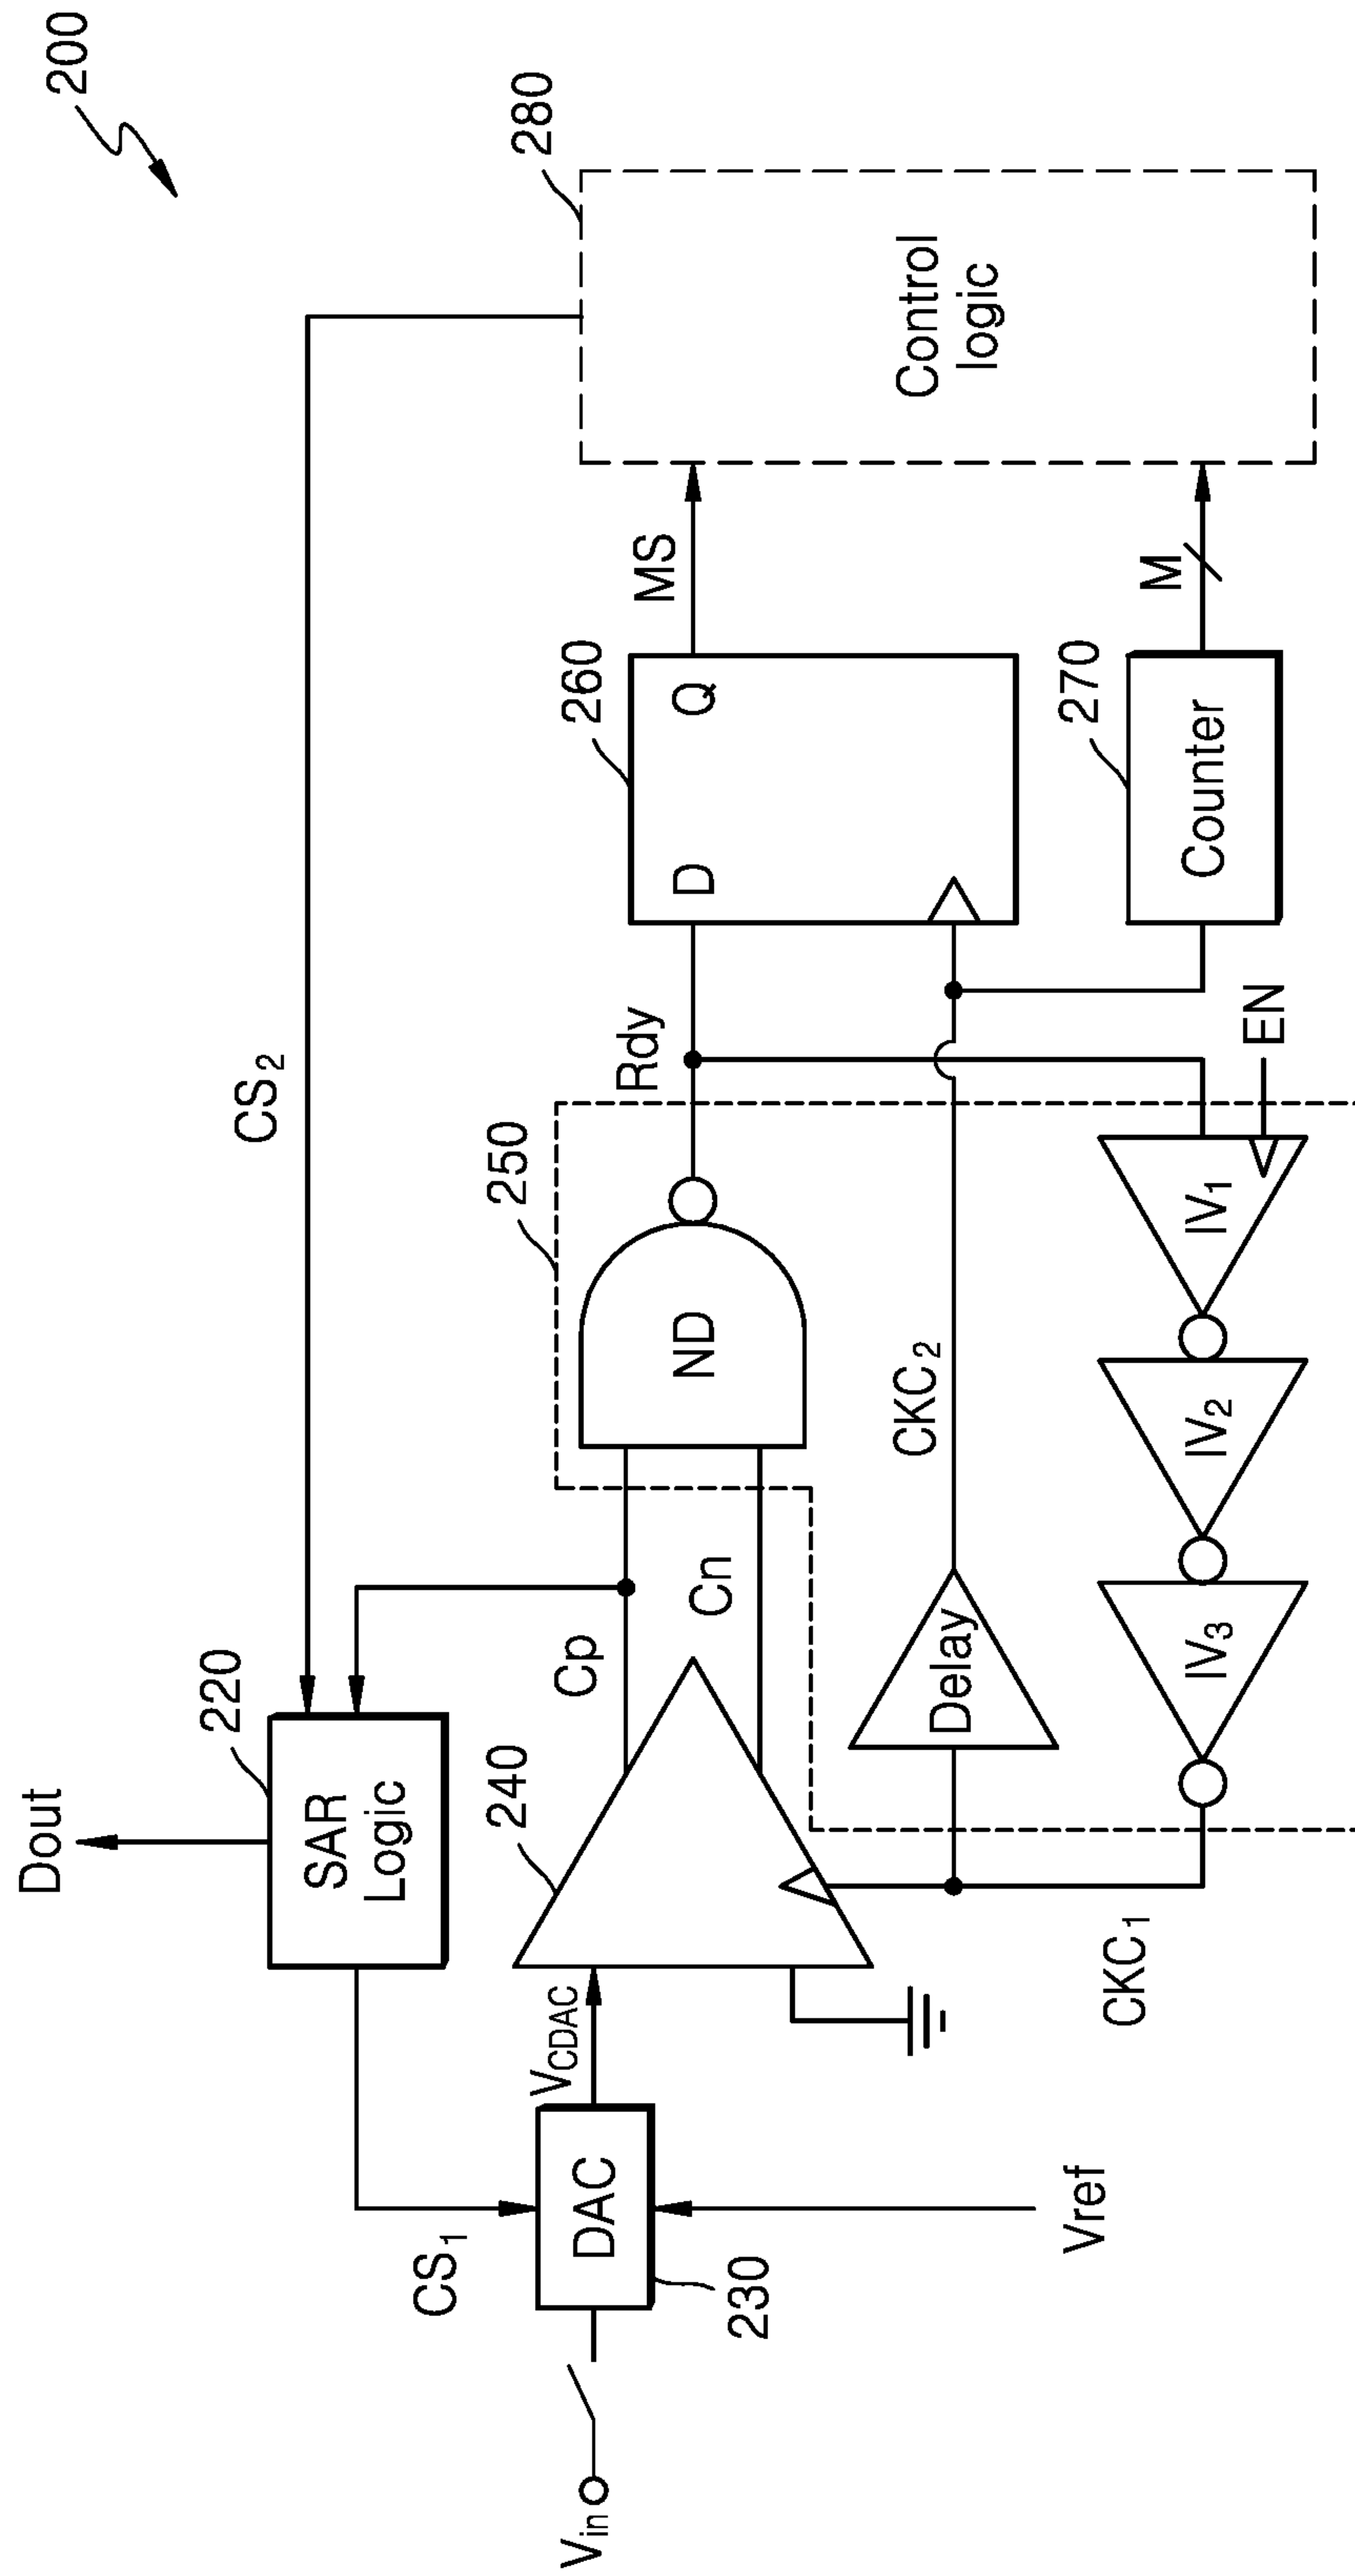 200
Dout
220
SAR
Logic
CS2
280
CS1
240
Cp
250
Rdy
260
MS
Vin
DAC
230
VCDAC
Cn
ND
D
Q
Control
logic
Vref
Delay
CKC2
270
M
CKC1
IV3
IV2
IV1
EN
Counter